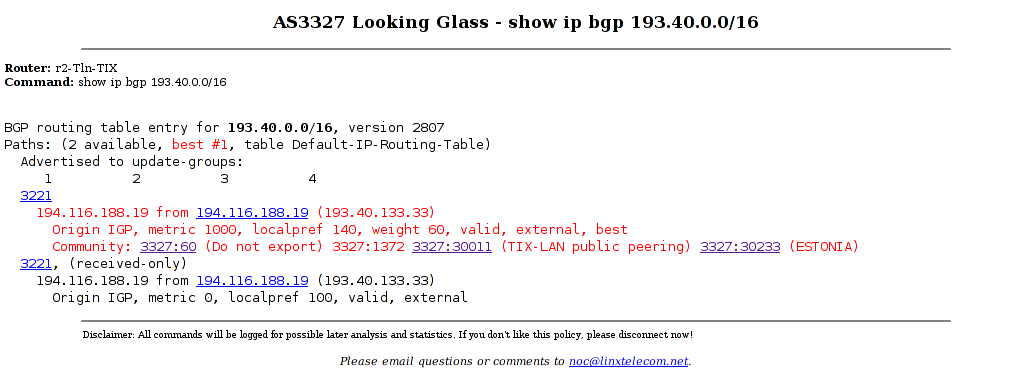 AS3327 Looking Glass - show ip bgp 193.40.0.0/16
Router: r2-Tln-TIX
Command: show ip bgp 193.40.0.0/16
BGP routing table entry for 193.40.0.0/16, version 2807
Paths: (2 available, best #1, table Default-IP-Routing-Table)
Advertised to update-groups:
1 2 3 4
3221
194.116.188.19 from 194.116.188.19 (193.40.133.33)
Origin IGP, metric 1000, localpref 140, weight 60, valid, external, best
Community: 3327:60 (Do not export) 3327:1372 3327:30011 (TIX-LAN public peering) 3327:30233 (ESTONIA)
3221, (received-only)
194.116.188.19 from 194.116.188.19 (193.40.133.33)
Origin IGP, metric 0, localpref 100, valid, external
Disclaimer: All commands will be logged for possible later analysis and statistics. If you don't like this policy, please disconnect now!
Please email questions or comments to noc@linxtelecom.net.